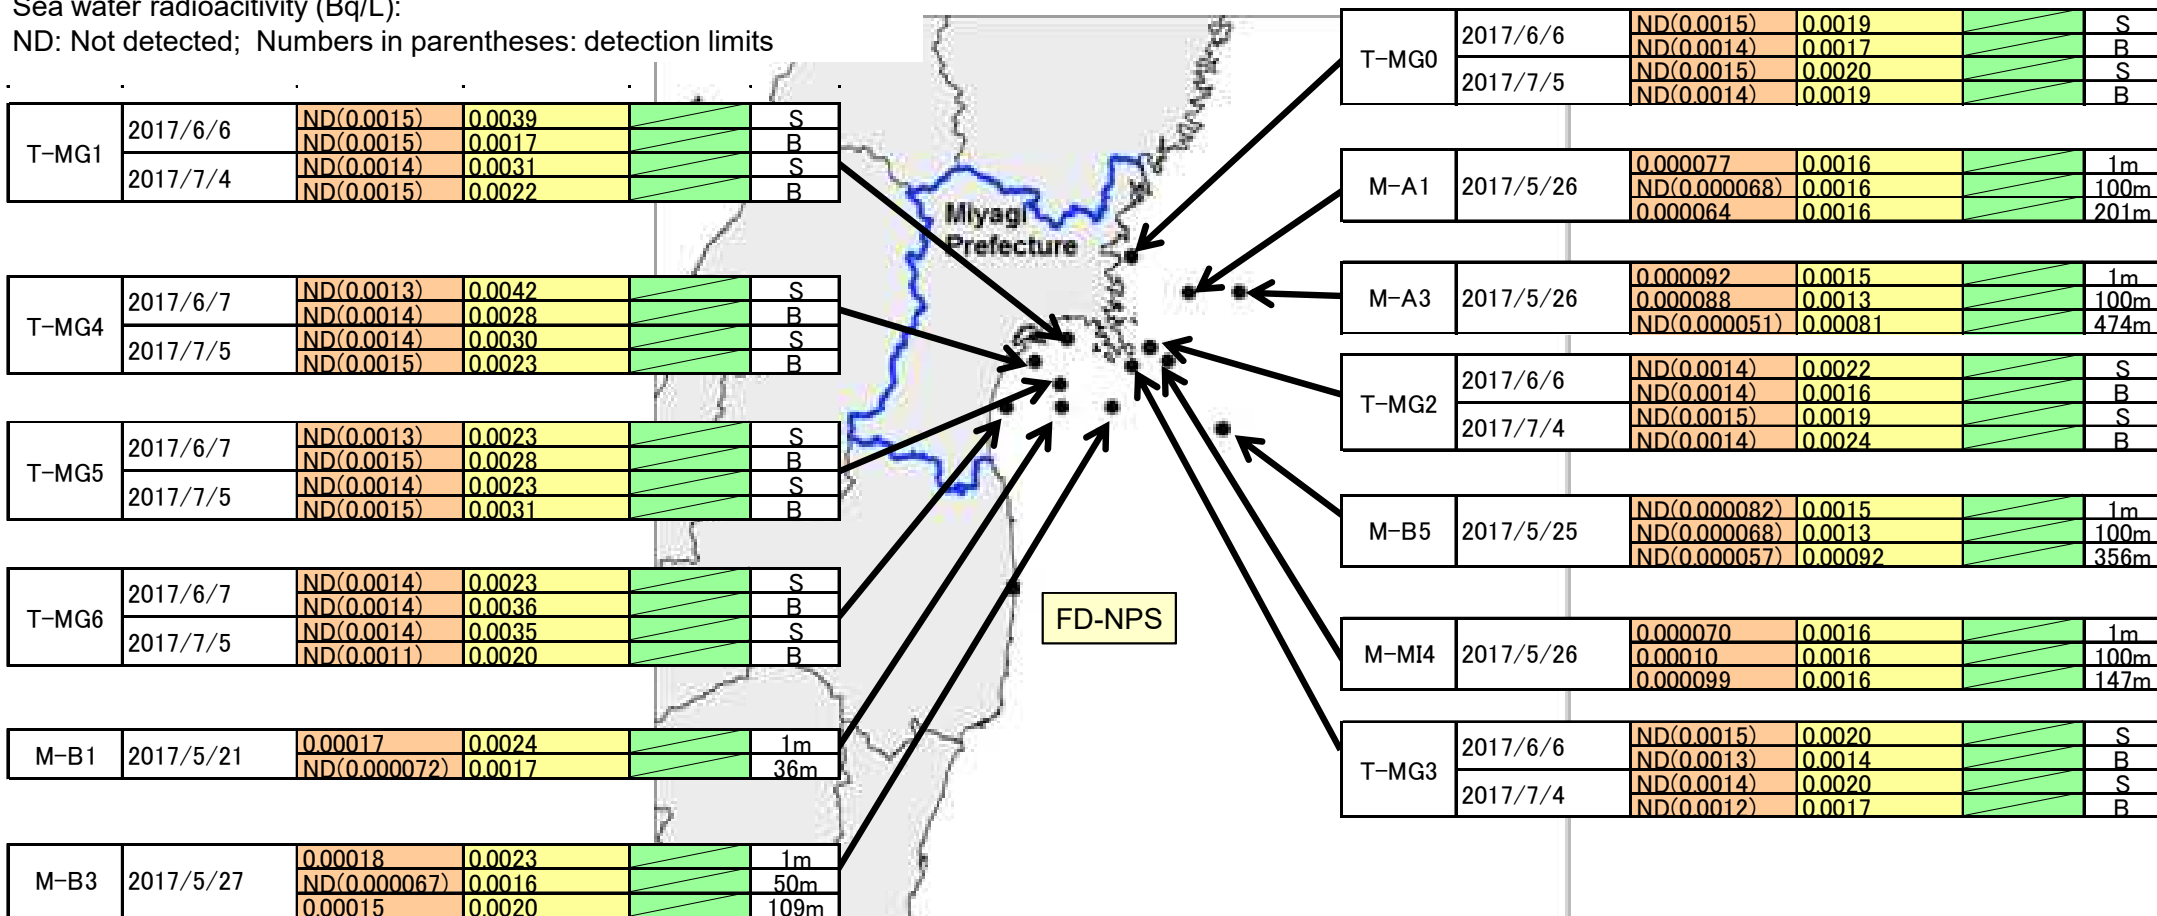 Sea water radioacitivity (Bq/L):
ND: Not detected; Numbers in parentheses: detection limits
T-MG1
2017/6/6
ND(0.0015) 0.0039 S
ND(0.0015) 0.0017 B
2017/7/4
ND(0.0014) 0.0031 S
ND(0.0015) 0.0022 B
T-MG4
2017/6/7
ND(0.0013) 0.0042 S
ND(0.0014) 0.0028 B
2017/7/5
ND(0.0014) 0.0030 S
ND(0.0015) 0.0023 B
T-MG5
2017/6/7
ND(0.0013) 0.0023 S
ND(0.0015) 0.0028 B
2017/7/5
ND(0.0014) 0.0023 S
ND(0.0015) 0.0031 B
T-MG6
2017/6/7
ND(0.0014) 0.0023 S
ND(0.0014) 0.0036 B
2017/7/5
ND(0.0014) 0.0035 S
ND(0.0011) 0.0020 B
M-B1
2017/5/21
0.00017 0.0024 1m
ND(0.000072) 0.0017 36m
M-B3
2017/5/27
0.00018 0.0023 1m
ND(0.000067) 0.0016 50m
0.00015 0.0020 109m
Miyagi
Prefecture
FD-NPS
T-MG0
2017/6/6
ND(0.0015) 0.0019 S
ND(0.0014) 0.0017 B
2017/7/5
ND(0.0015) 0.0020 S
ND(0.0014) 0.0019 B
M-A1
2017/5/26
0.000077 0.0016 1m
ND(0.000068) 0.0016 100m
0.000064 0.0016 201m
M-A3
2017/5/26
0.000092 0.0015 1m
0.000088 0.0013 100m
ND(0.000051) 0.00081 474m
T-MG2
2017/6/6
ND(0.0014) 0.0022 S
ND(0.0014) 0.0016 B
2017/7/4
ND(0.0015) 0.0019 S
ND(0.0014) 0.0024 B
M-B5
2017/5/25
ND(0.000082) 0.0015 1m
ND(0.000068) 0.0013 100m
ND(0.000057) 0.00092 356m
M-MI4
2017/5/26
0.000070 0.0016 1m
0.00010 0.0016 100m
0.000099 0.0016 147m
T-MG3
2017/6/6
ND(0.0015) 0.0020 S
ND(0.0013) 0.0014 B
2017/7/4
ND(0.0014) 0.0020 S
ND(0.0012) 0.0017 B